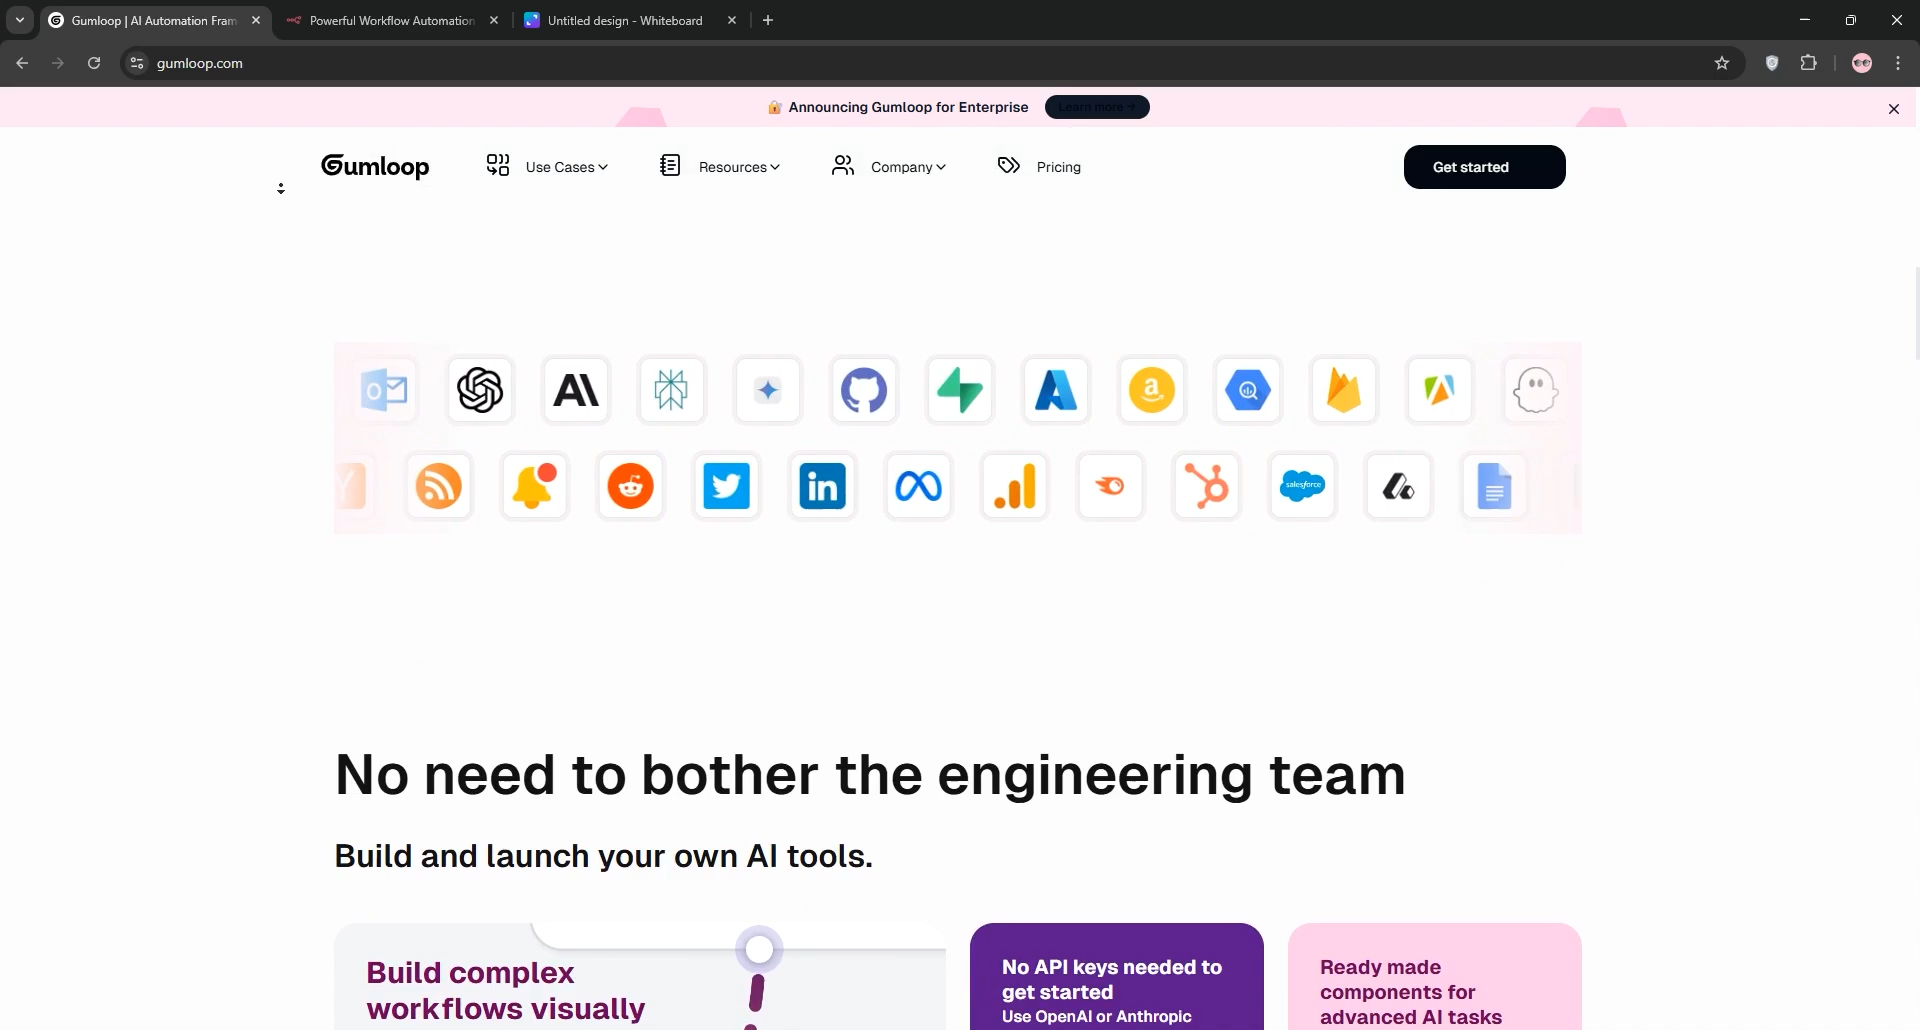 Gumloop | AI Automation Fram
Powerful Workflow Automation
Untitled design - Whiteboard
gumloop.com
Announcing Gumloop for Enterprise
Learn more
Gumloop
Use Cases
Resources
Company
Pricing
Get started
salesforce
No need to bother the engineering team
Build and launch your own AI tools.
Build complex
workflows visually
No API keys needed to
get started
Use OpenAI or Anthropic
Ready made
components for
advanced AI tasks